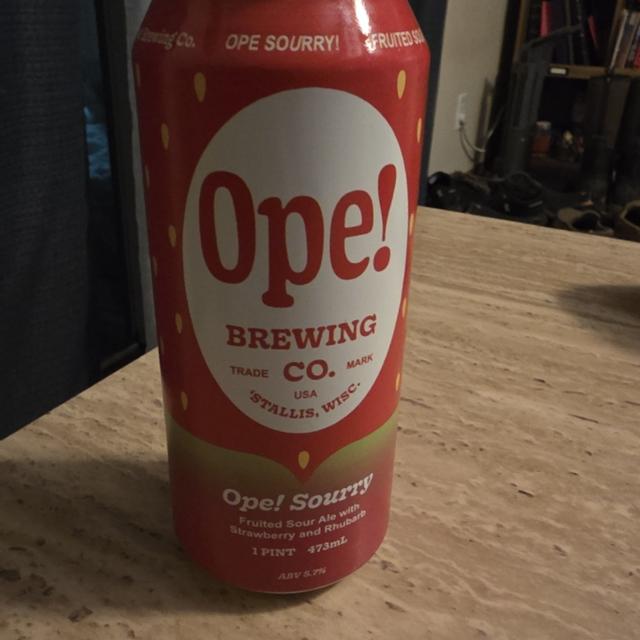 Brewing Co.
OPE SOURRY!
FRUITED
Ope!
BREWING
TRADE CO. MARK
USA
'STALLIS, WISC.
Ope! Sourry
Fruited Sour Ale with
Strawberry and Rhubarb
1 PINT 473mL
ABV 5.7%